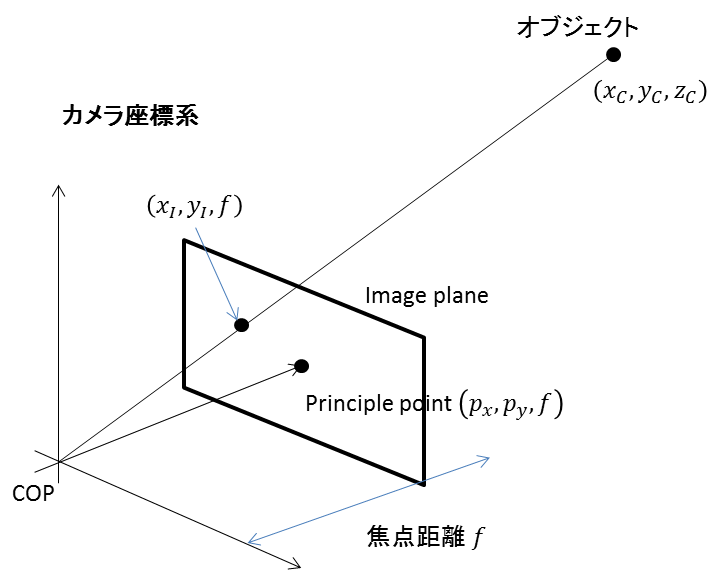 オブジェクト
(x_C, y_C, z_C)
カメラ座標系
(x_I, y_I, f)
Image plane
Principle point (p_x, p_y, f)
COP
焦点距離 f